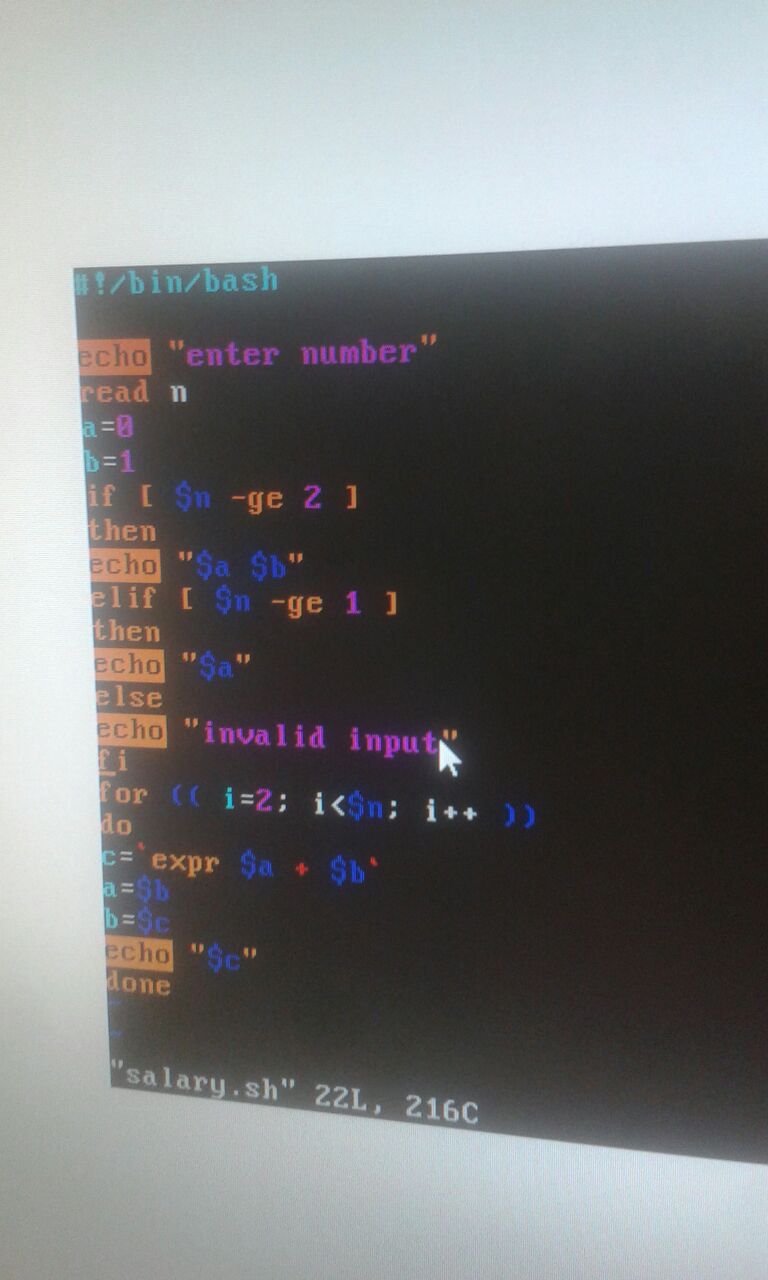 #!/bin/bash
echo "enter number"
read n
a=0
b=1
if [ $n -ge 2 ]
then
echo "$a $b"
elif [ $n -ge 1 ]
then
echo "$a"
else
echo "invalid input"
fi
for (( i=2; i<$n; i++ ))
do
c=`expr $a + $b`
a=$b
b=$c
echo "$c"
done
~
~
"salary.sh" 22L, 216C